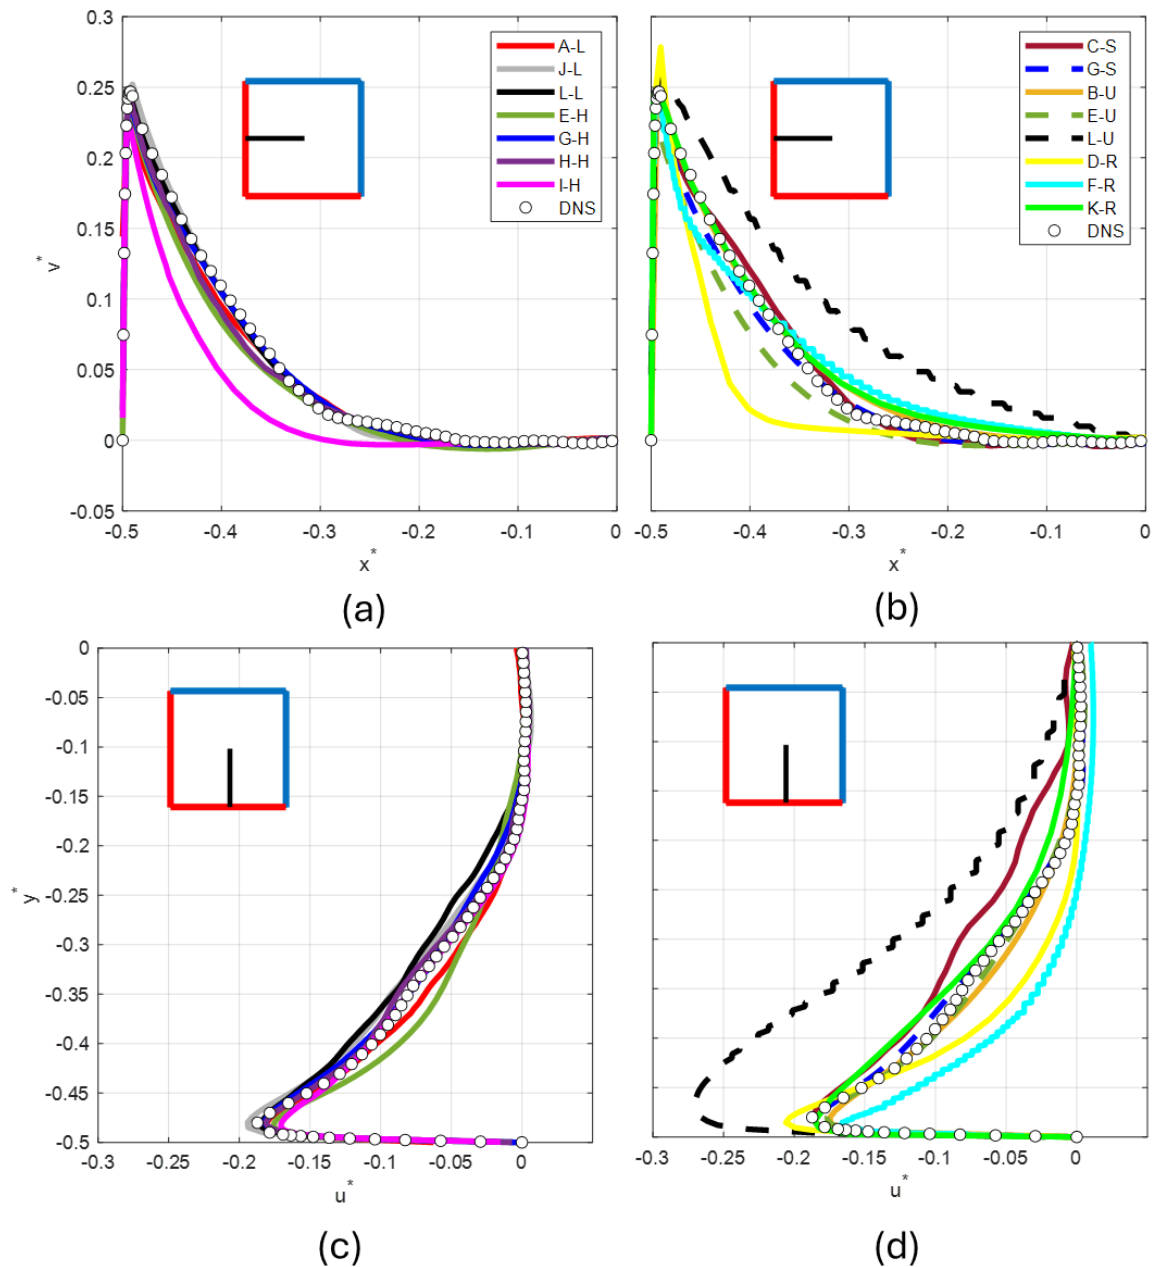 0.3
0.25
0.2
0.15
0.1
0.05
0
-0.05
v*
-0.5 -0.4 -0.3 -0.2 -0.1 0
x*
A-L
J-L
L-L
E-H
G-H
H-H
I-H
DNS
(a)
C-S
G-S
B-U
E-U
L-U
D-R
F-R
K-R
DNS
-0.5 -0.4 -0.3 -0.2 -0.1 0
x*
(b)
0
-0.05
-0.1
-0.15
-0.2
-0.25
-0.3
-0.35
-0.4
-0.45
-0.5
y*
-0.3 -0.25 -0.2 -0.15 -0.1 -0.05 0
u*
(c)
-0.3 -0.25 -0.2 -0.15 -0.1 -0.05 0
u*
(d)